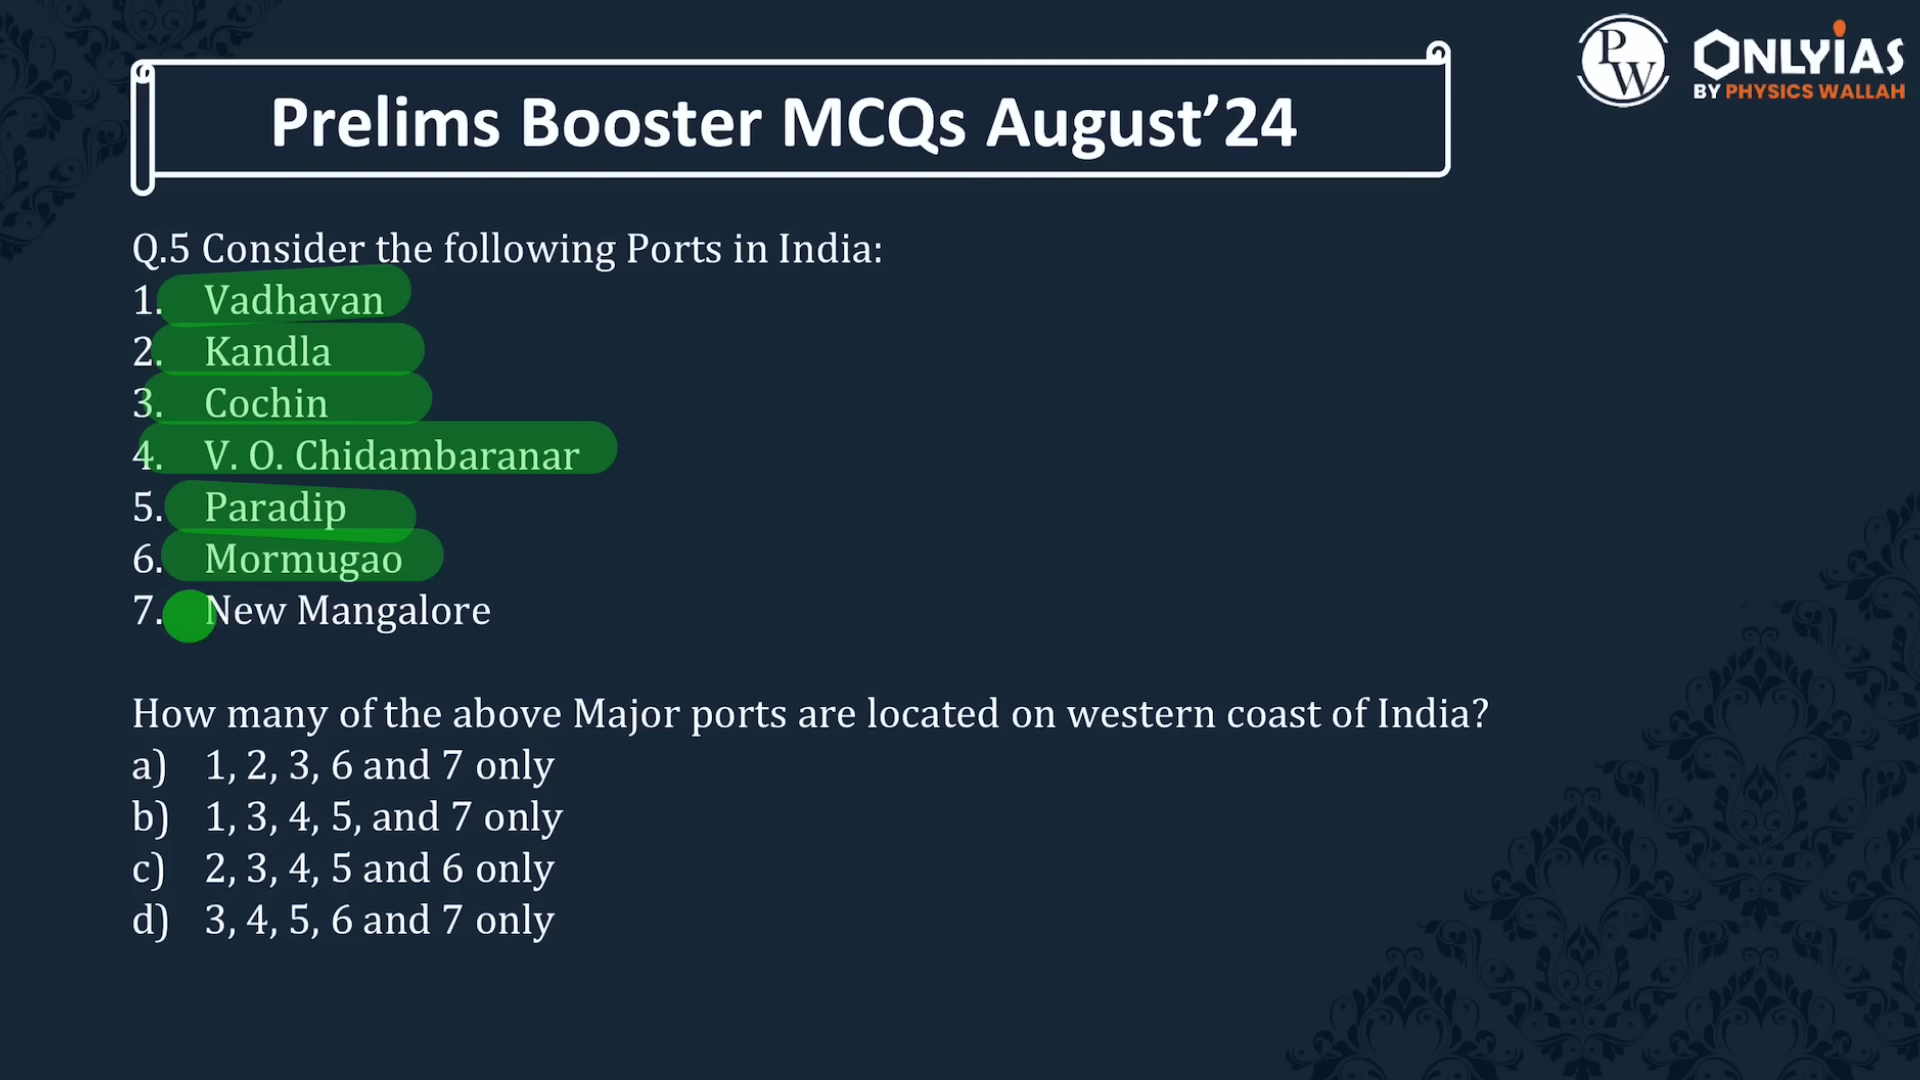 PW
ONLYIAS
BY PHYSICS WALLAH
Prelims Booster MCQs August’24
Q.5 Consider the following Ports in India:
1. Vadhavan
2. Kandla
3. Cochin
4. V. O. Chidambaranar
5. Paradip
6. Mormugao
7. New Mangalore
How many of the above Major ports are located on western coast of India?
a) 1, 2, 3, 6 and 7 only
b) 1, 3, 4, 5, and 7 only
c) 2, 3, 4, 5 and 6 only
d) 3, 4, 5, 6 and 7 only